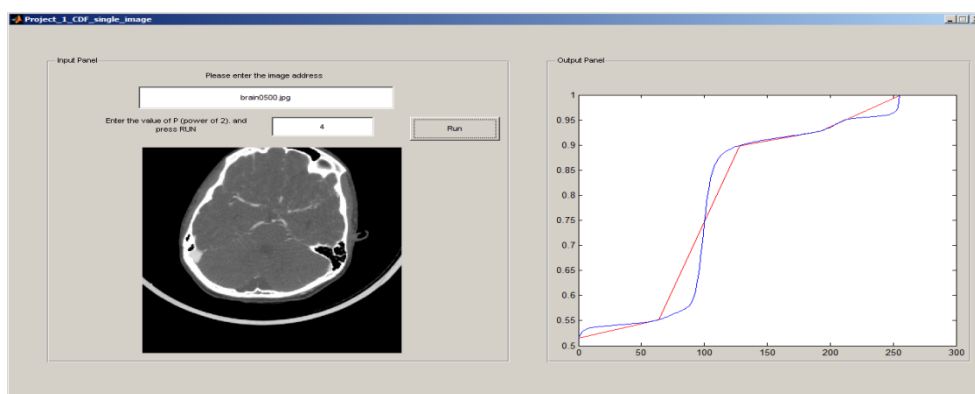 Project_1_CDF_single_image
Input Panel
Please enter the image address
brain0500.jpg
Enter the value of P (power of 2), and
press RUN
4
Run
Output Panel
1
0.95
0.9
0.85
0.8
0.75
0.7
0.65
0.6
0.55
0.5
0 50 100 150 200 250 300